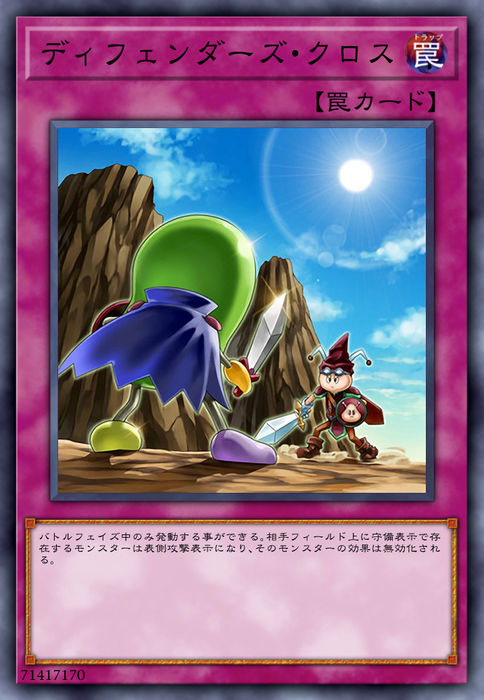 ディフェンダーズ・クロス
トラップ
罠
【罠カード】
バトルフェイズ中のみ発動する事ができる。相手フィールド上に守備表示で存
在するモンスターは表側攻撃表示になり、そのモンスターの効果は無効化され
る。
71417170